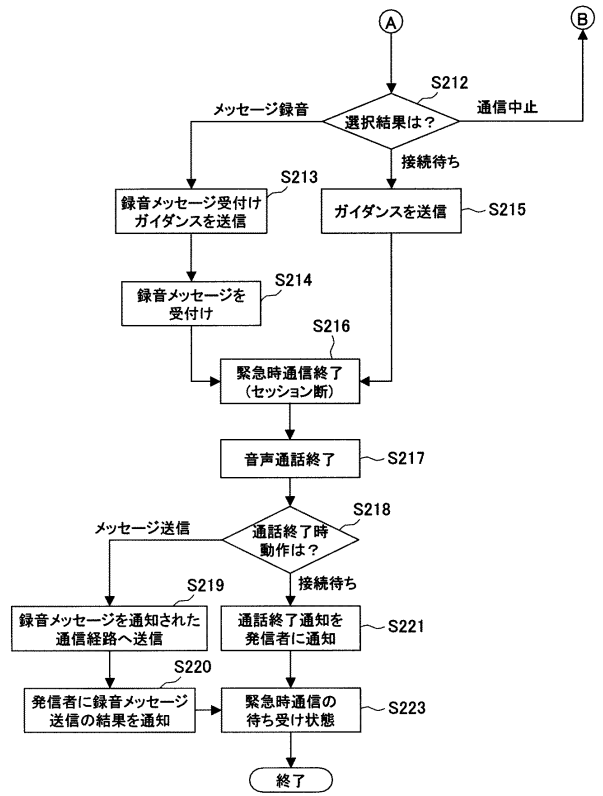 A
B
S212
選択結果は?
メッセージ録音
通信中止
接続待ち
S213
録音メッセージ受付け
ガイダンスを送信
ガイダンスを送信
S215
S214
録音メッセージを
受付け
S216
緊急時通信終了
(セッション断)
音声通話終了
S217
S218
通話終了時
動作は?
メッセージ送信
接続待ち
S219
録音メッセージを通知された
通信経路へ送信
通話終了通知を
発信者に通知
S221
S220
発信者に録音メッセージ
送信の結果を通知
緊急時通信の
待ち受け状態
S223
終了